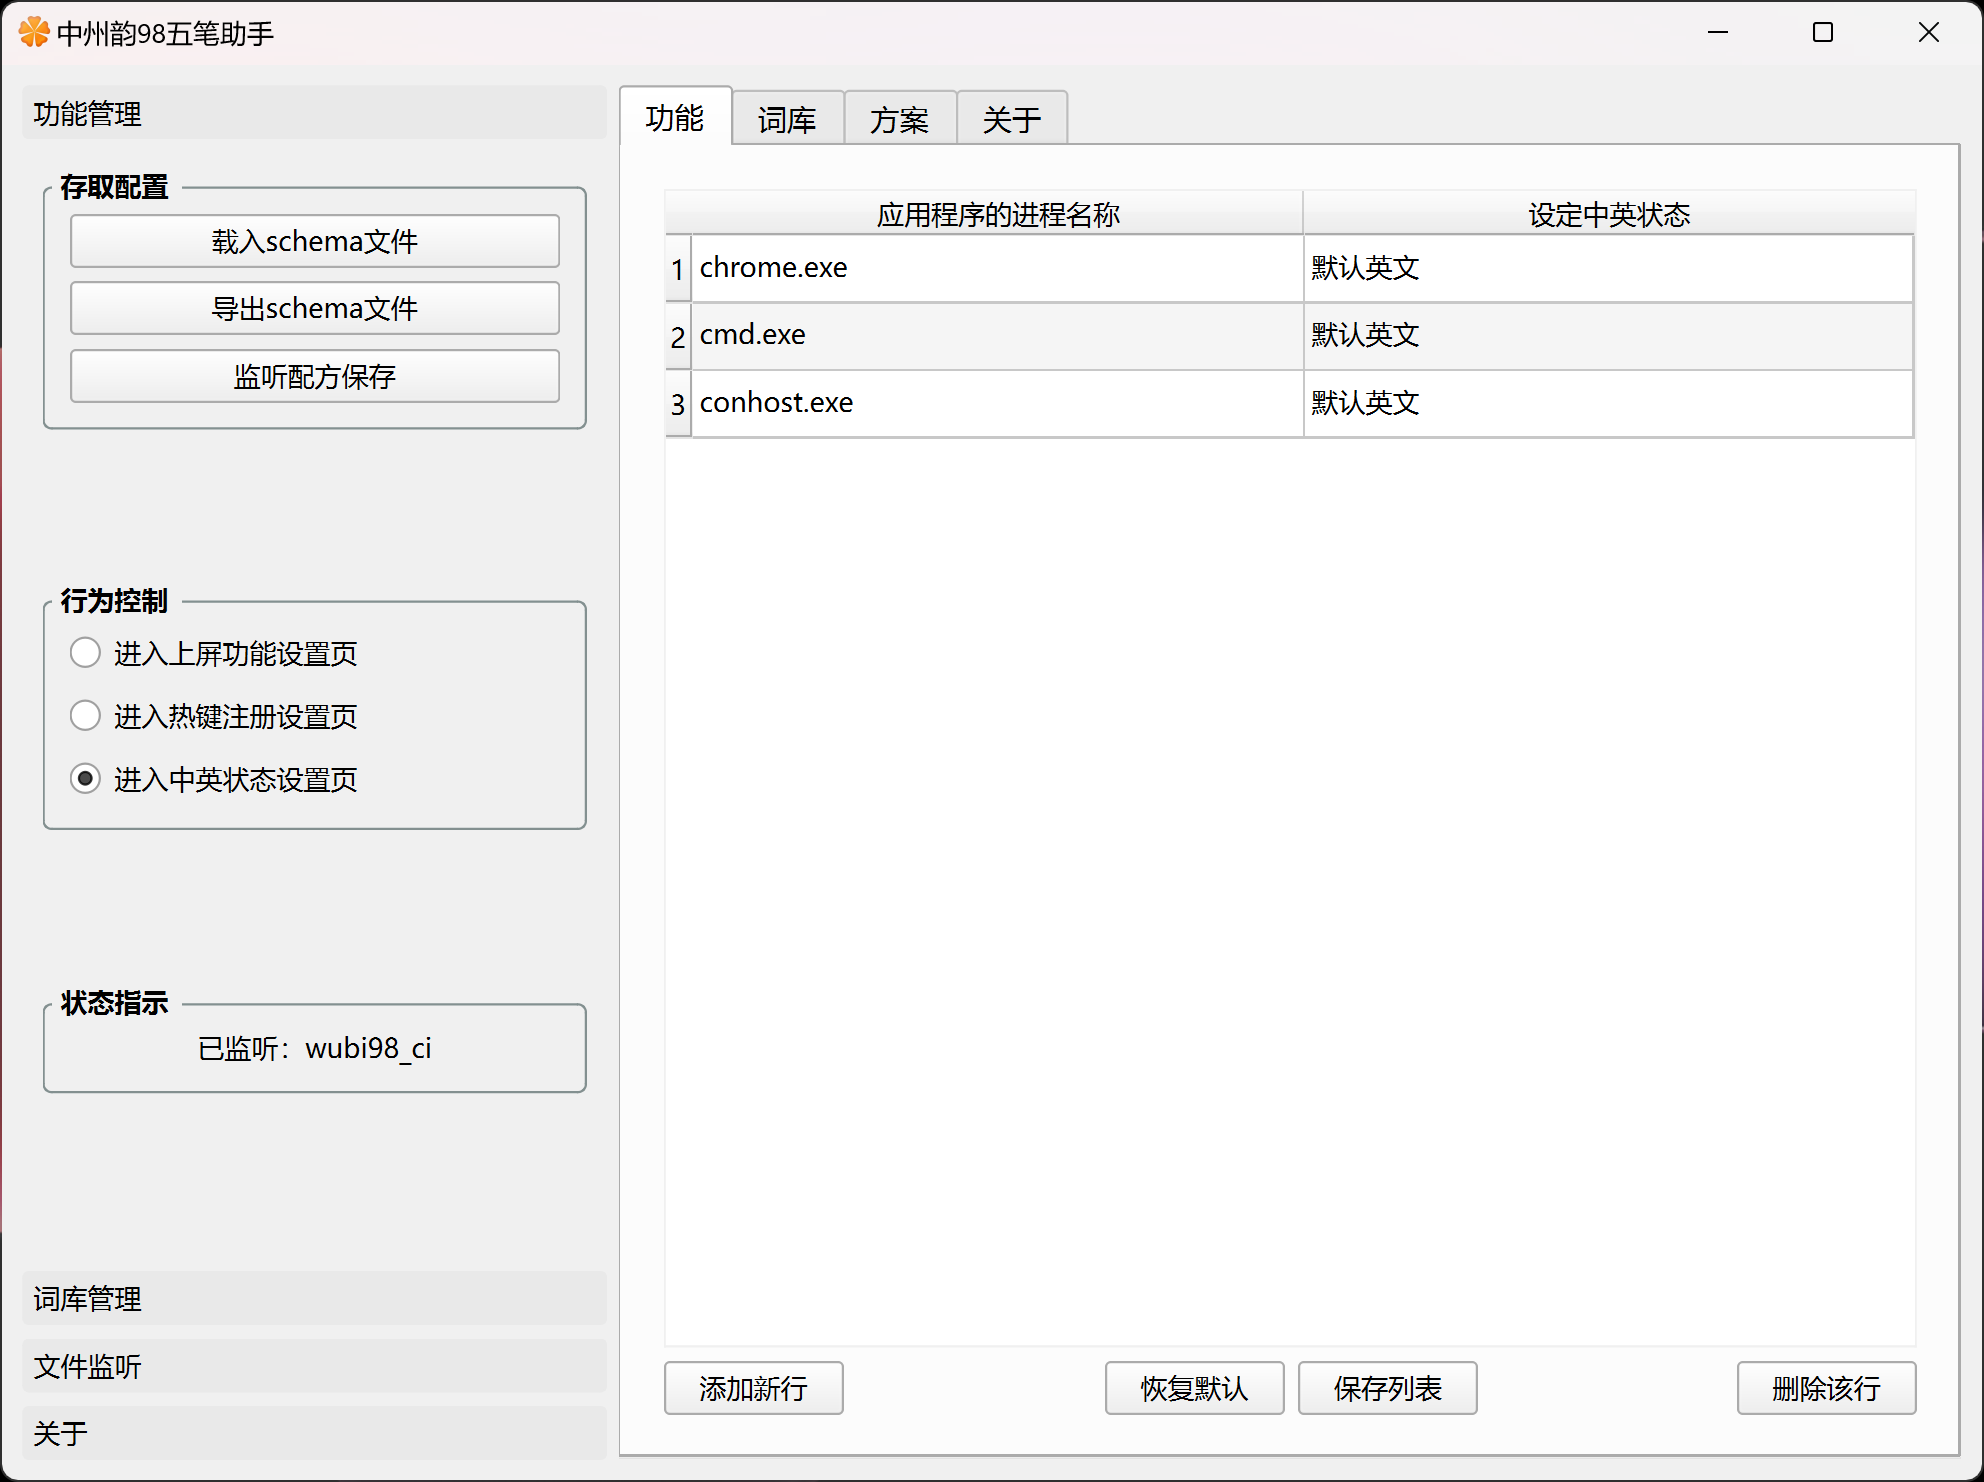 中州韵98五笔助手
功能管理
存取配置
载入schema文件
导出schema文件
监听配方保存
行为控制
进入上屏功能设置页
进入热键注册设置页
进入中英状态设置页
状态指示
已监听：wubi98_ci
词库管理
文件监听
关于
功能 词库 方案 关于
应用程序的进程名称 设定中英状态
1 chrome.exe 默认英文
2 cmd.exe 默认英文
3 conhost.exe 默认英文
添加新行 恢复默认 保存列表 删除该行